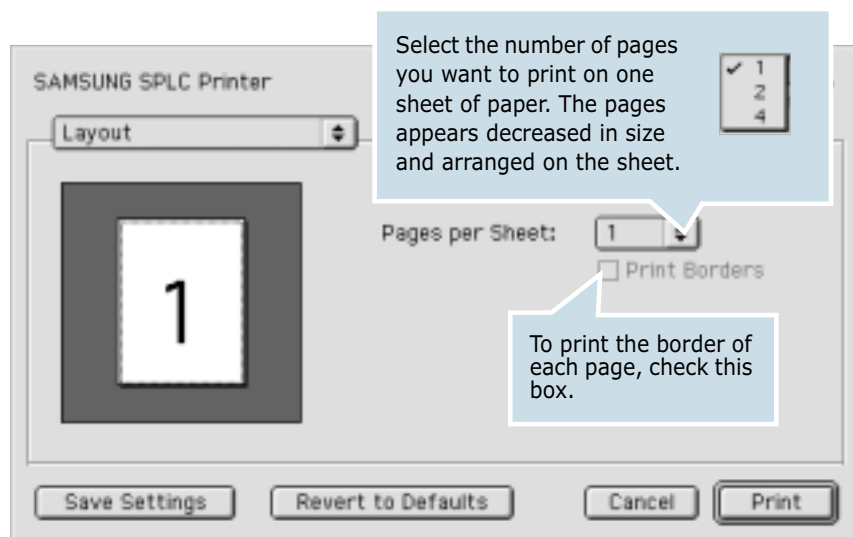 Select the number of pages
you want to print on one
sheet of paper. The pages
appears decreased in size
and arranged on the sheet.
✓ 1
2
4
SAMSUNG SPLC Printer
Layout
1
Pages per Sheet:
1
Print Borders
To print the border of
each page, check this
box.
Save Settings
Revert to Defaults
Cancel
Print